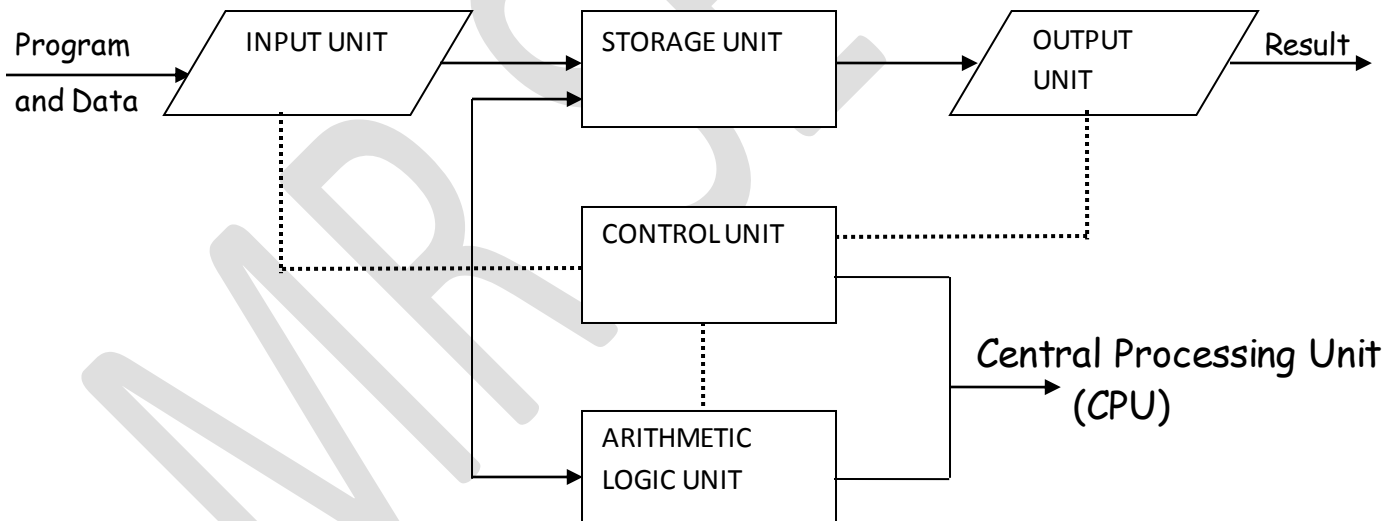 Program
and Data
INPUT UNIT
STORAGE UNIT
OUTPUT
UNIT
Result
CONTROL UNIT
Central Processing Unit
(CPU)
ARITHMETIC
LOGIC UNIT
MR